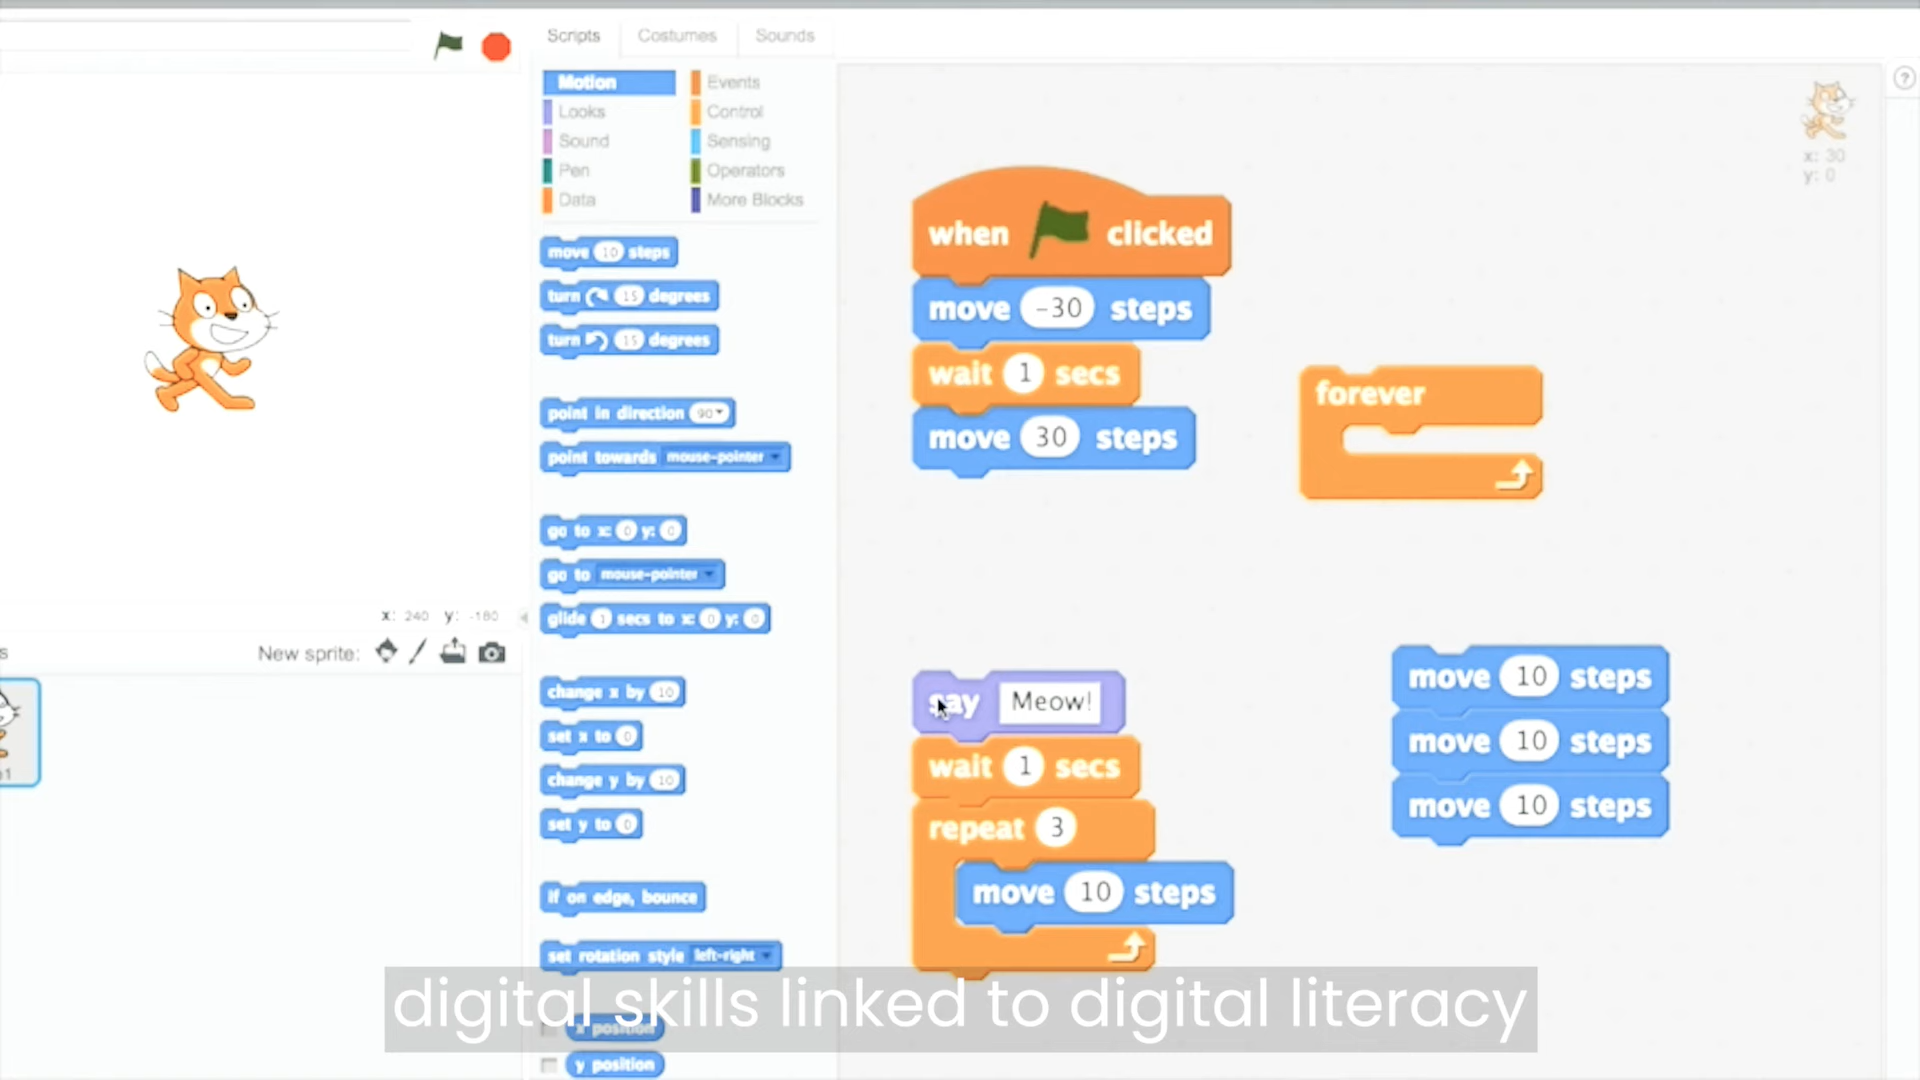 Scripts
Costumes
Sounds
Motion
Looks
Sound
Pen
Data
Events
Control
Sensing
Operators
More Blocks
move 10 steps
turn 15 degrees
turn 15 degrees
point in direction 90
point towards mouse-pointer
go to x: 0 y: 0
go to mouse-pointer
glide 1 secs to x: 0 y: 0
change x by 10
set x to 0
change y by 10
set y to 0
if on edge, bounce
set rotation style left-right
x position
y position
x: 240 y: -180
New sprite:
when clicked
move -30 steps
wait 1 secs
move 30 steps
forever
say Meow!
wait 1 secs
repeat 3
move 10 steps
move 10 steps
move 10 steps
move 10 steps
x: 30
y: 0
?
digital skills linked to digital literacy